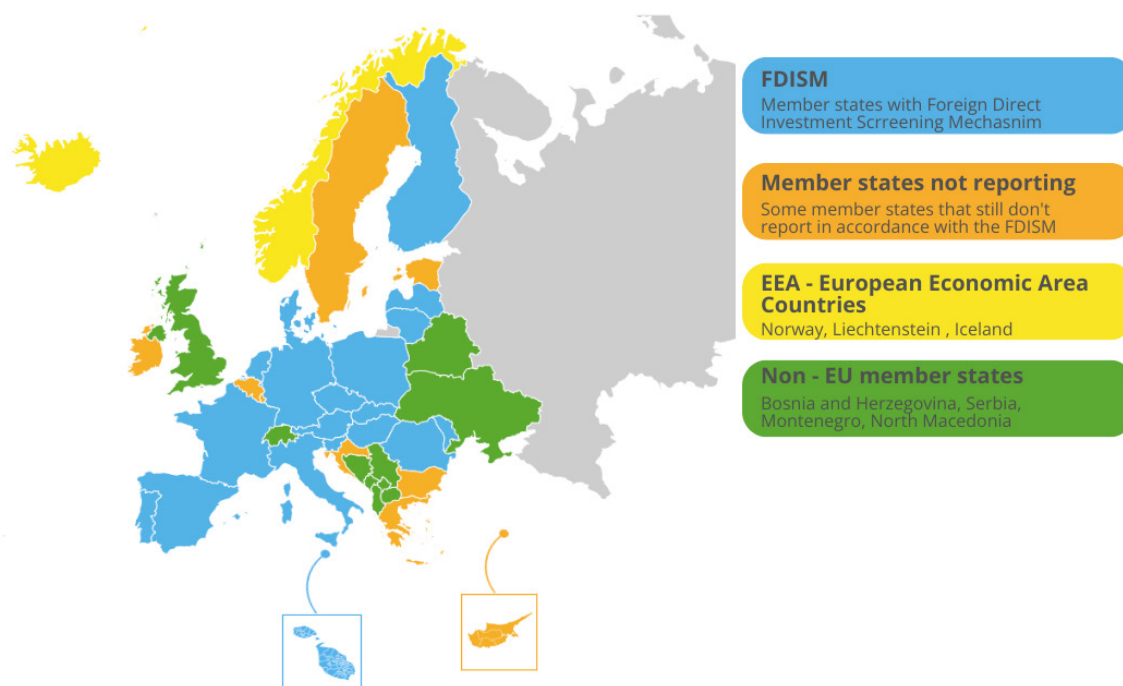 FDISM
Member states with Foreign Direct
Investment Scrreening Mechasnim
Member states not reporting
Some member states that still don't
report in accordance with the FDISM
EEA - European Economic Area
Countries
Norway, Liechtenstein , Iceland
Non - EU member states
Bosnia and Herzegovina, Serbia,
Montenegro, North Macedonia